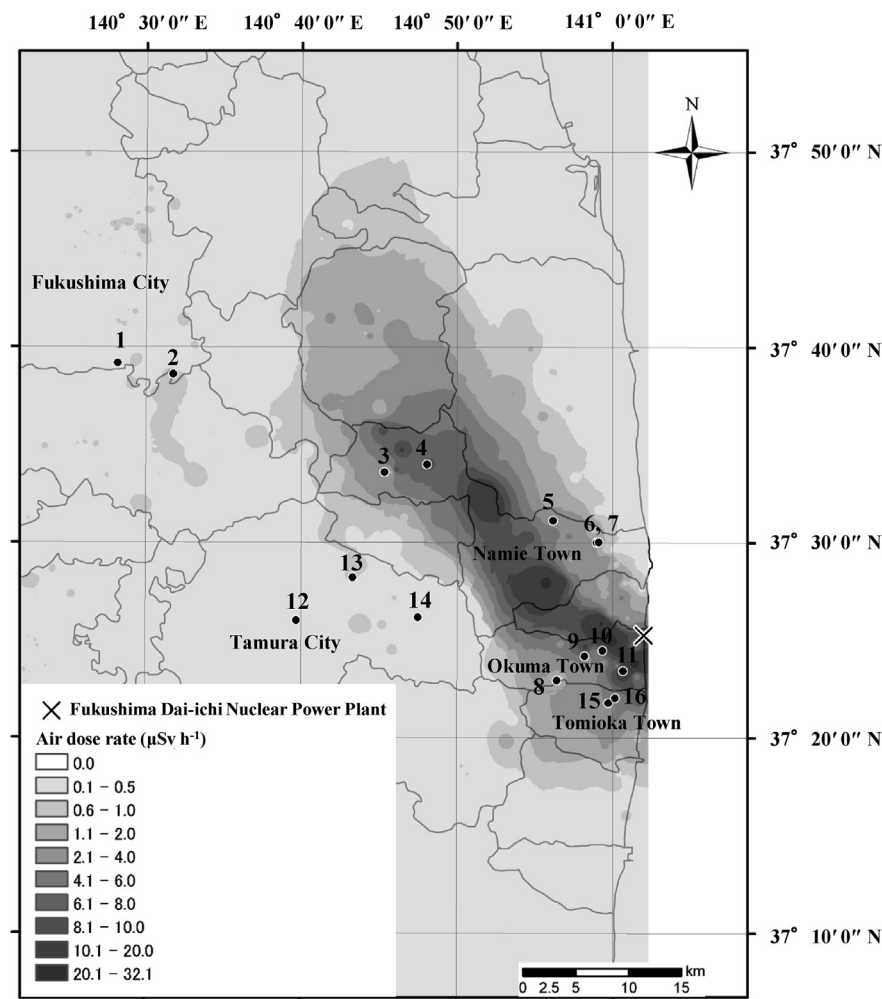 140° 30′ 0″ E 140° 40′ 0″ E 140° 50′ 0″ E 141° 0′ 0″ E
N
37° 50′ 0″ N
Fukushima City
37° 40′ 0″ N
1
2
3
4
5
6, 7
37° 30′ 0″ N
Namie Town
13
12
14
Tamura City
9
10
11
Okuma Town
8
15
16
Tomioka Town
Fukushima Dai-ichi Nuclear Power Plant
37° 20′ 0″ N
Air dose rate (μSv h⁻¹)
0.0
0.1 – 0.5
0.6 – 1.0
1.1 – 2.0
2.1 – 4.0
4.1 – 6.0
6.1 – 8.0
8.1 – 10.0
10.1 – 20.0
20.1 – 32.1
37° 10′ 0″ N
km
0 2.5 5 10 15